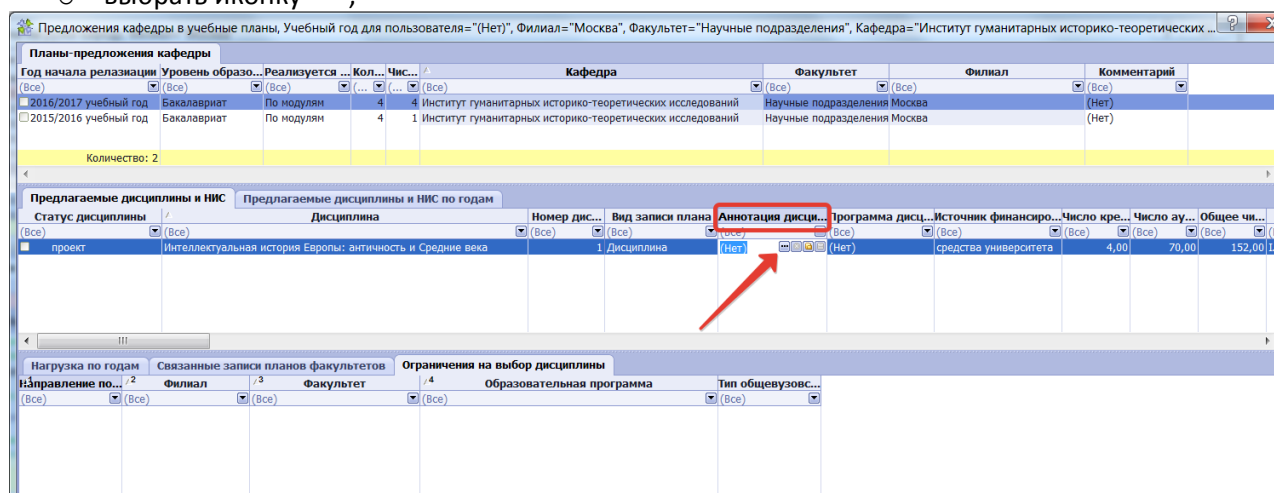 выбрать иконку ;
Предложения кафедры в учебные планы, Учебный год для пользователя="(Нет)", Филиал="Москва", Факультет="Научные подразделения", Кафедра="Институт гуманитарных историко-теоретических ...
Планы-предложения кафедры
Год начала релазиации Уровень образо... Реализуется ... Кол... Чис... Кафедра Факультет Филиал Комментарий
(Все) (Все) (Все) (... (... (Все) (Все) (Все) (Все)
2016/2017 учебный год Бакалавриат По модулям 4 4 Институт гуманитарных историко-теоретических исследований Научные подразделения Москва (Нет)
2015/2016 учебный год Бакалавриат По модулям 4 1 Институт гуманитарных историко-теоретических исследований Научные подразделения Москва (Нет)
Количество: 2
Предлагаемые дисциплины и НИС Предлагаемые дисциплины и НИС по годам
Статус дисциплины Дисциплина Номер дис... Вид записи плана Аннотация дисци... Программа дисц... Источник финансиро... Число кре... Число ау... Общее чи...
(Все) (Все) (Все) (Все) (Все) (Все) (Все) (Все) (Все) (Все)
проект Интеллектуальная история Европы: античность и Средние века 1 Дисциплина (Нет) (Нет) средства университета 4,00 70,00 152,00
Нагрузка по годам Связанные записи планов факультетов Ограничения на выбор дисциплины
1 Направление по... 2 Филиал 3 Факультет 4 Образовательная программа Тип общевузовс...
(Все) (Все) (Все) (Все) (Все)